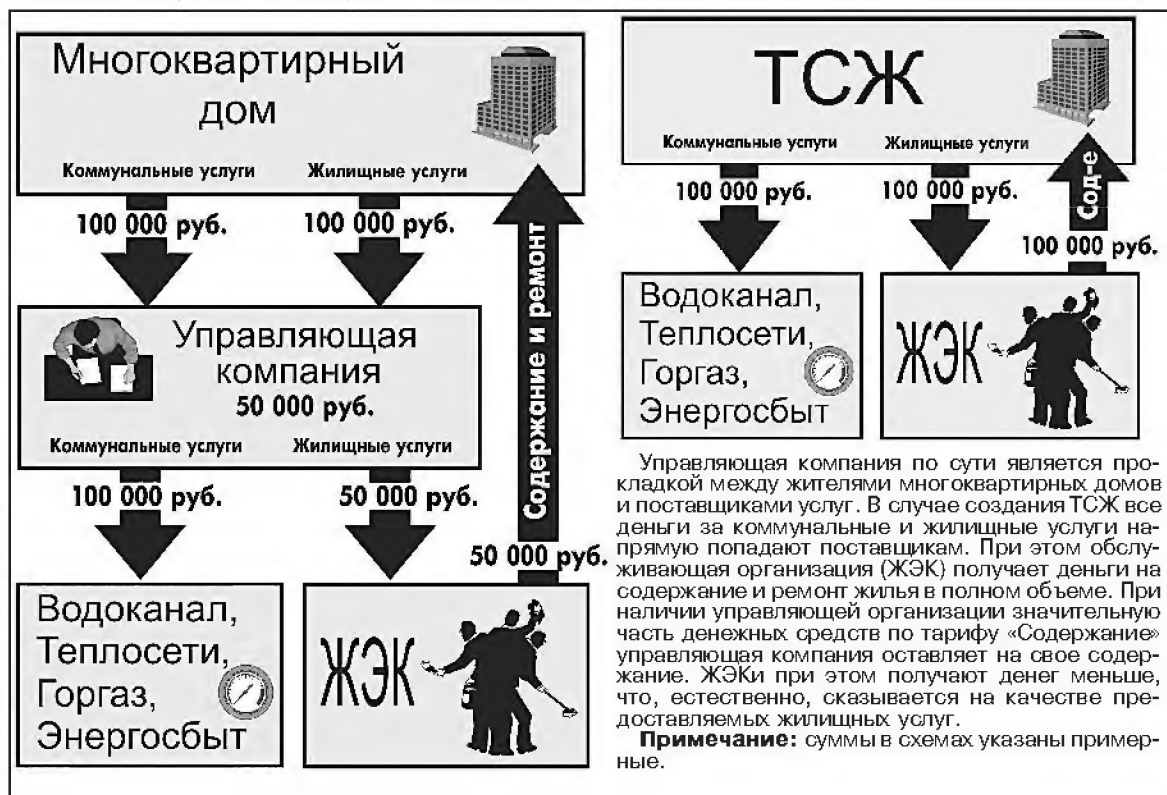 Многоквартирный
дом
Коммунальные услуги
Жилищные услуги
100 000 руб.
100 000 руб.
Управляющая
компания
50 000 руб.
Коммунальные услуги
Жилищные услуги
100 000 руб.
50 000 руб.
Водоканал,
Теплосети,
Горгаз,
Энергосбыт
ЖЭК
50 000 руб.
Содержание и ремонт
ТСЖ
Коммунальные услуги
Жилищные услуги
100 000 руб.
100 000 руб.
Сод-е
100 000 руб.
Водоканал,
Теплосети,
Горгаз,
Энергосбыт
ЖЭК
Управляющая компания по сути является про-
кладкой между жителями многоквартирных домов
и поставщиками услуг. В случае создания ТСЖ все
деньги за коммунальные и жилищные услуги на-
прямую попадают поставщикам. При этом обслу-
живающая организация (ЖЭК) получает деньги на
содержание и ремонт жилья в полном объеме. При
наличии управляющей организации значительную
часть денежных средств по тарифу «Содержание»
управляющая компания оставляет на свое содер-
жание. ЖЭКи при этом получают денег меньше,
что, естественно, сказывается на качестве пре-
доставляемых жилищных услуг.
Примечание: суммы в схемах указаны пример-
ные.